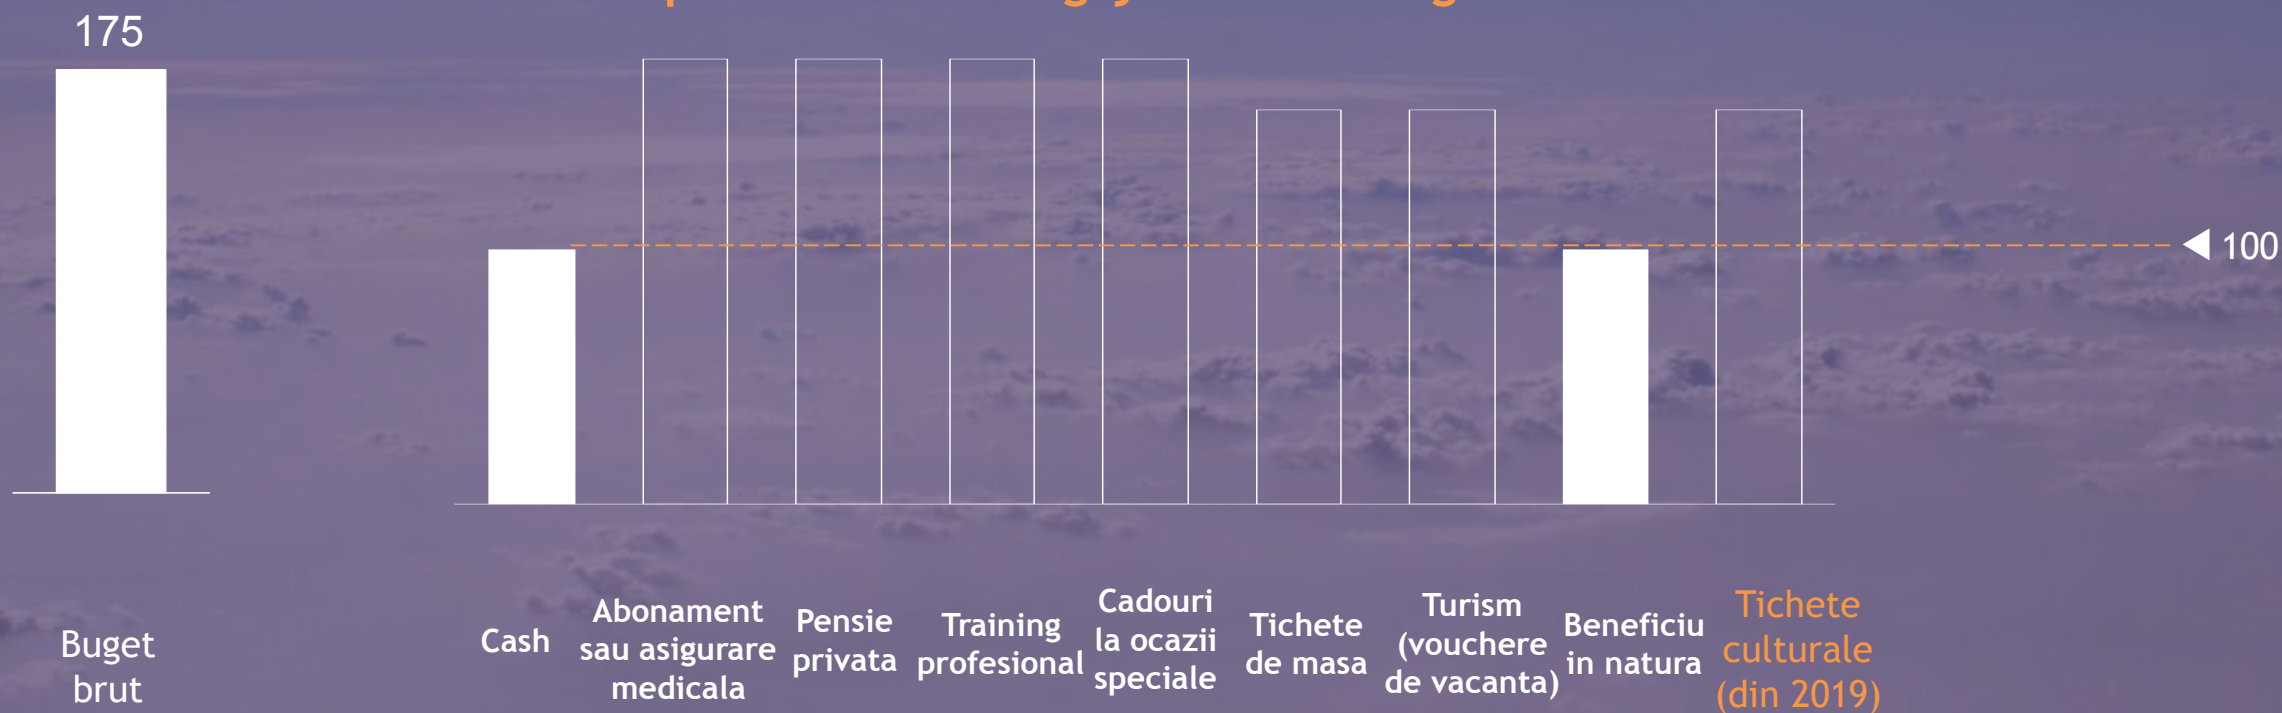 175
100
Buget
brut
Cash
Abonament
sau asigurare
medicala
Pensie
privata
Training
profesional
Cadouri
la ocazii
speciale
Tichete
de masa
Turism
(vouchere
de vacanta)
Beneficiu
in natura
Tichete
culturale
(din 2019)